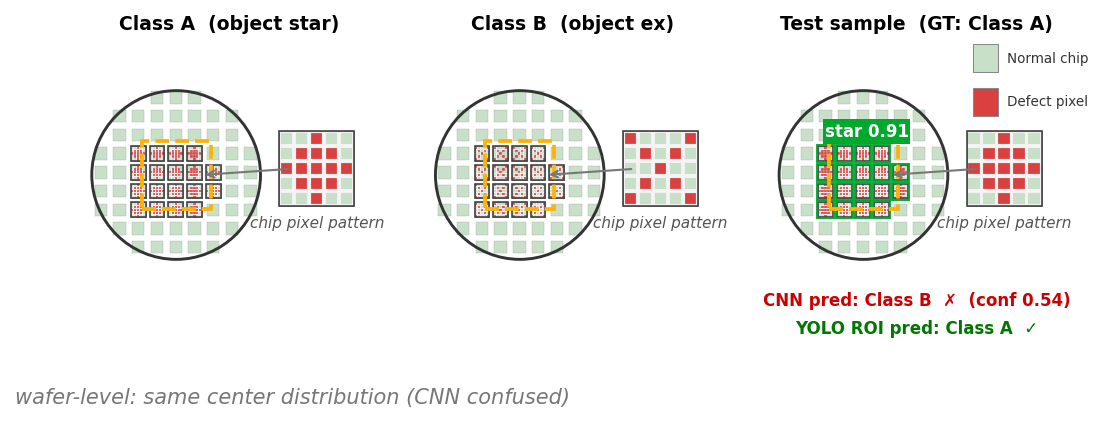 Class A  (object star)
Class B  (object ex)
Test sample  (GT: Class A)
Normal chip
Defect pixel
star 0.91
chip pixel pattern
chip pixel pattern
chip pixel pattern
CNN pred: Class B  ✗  (conf 0.54)
YOLO ROI pred: Class A  ✓
wafer-level: same center distribution (CNN confused)